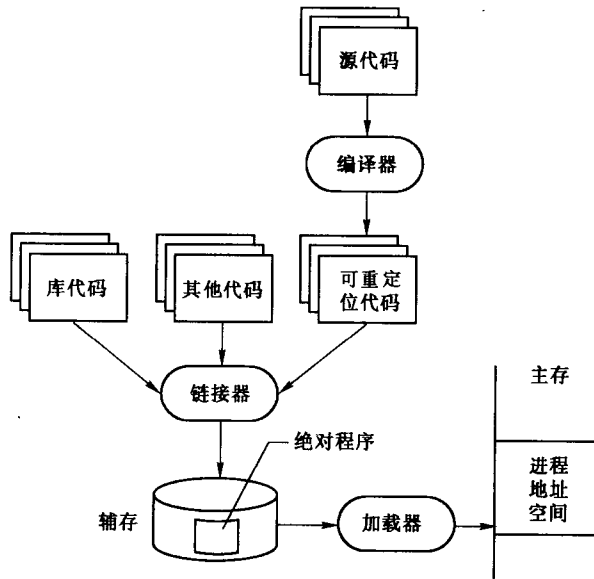 源代码
编译器
库代码
其他代码
可重定
位代码
链接器
主存
绝对程序
进程
地址
空间
辅存
加载器